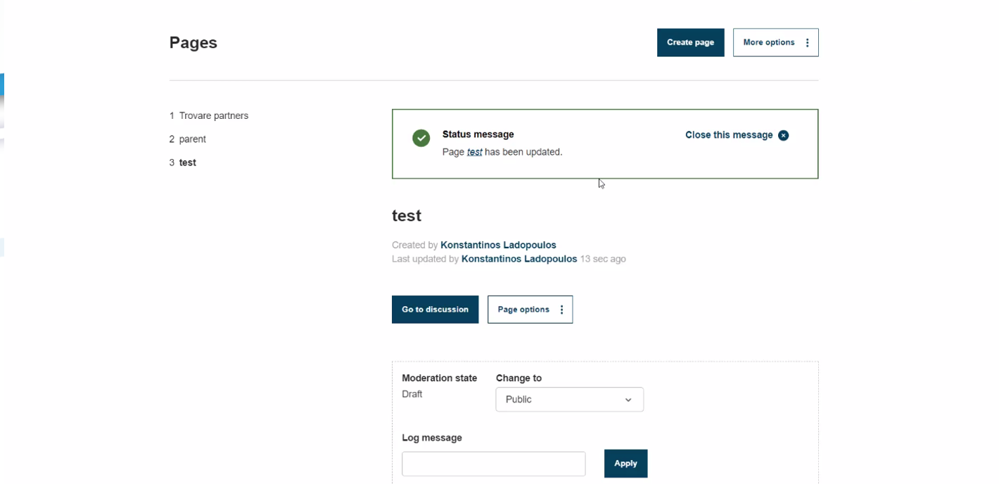 Pages
Create page
More options
1 Trovare partners
2 parent
3 test
Status message
Close this message
Page test has been updated.
test
Created by Konstantinos Ladopoulos
Last updated by Konstantinos Ladopoulos 13 sec ago
Go to discussion
Page options
Moderation state
Change to
Draft
Public
Log message
Apply